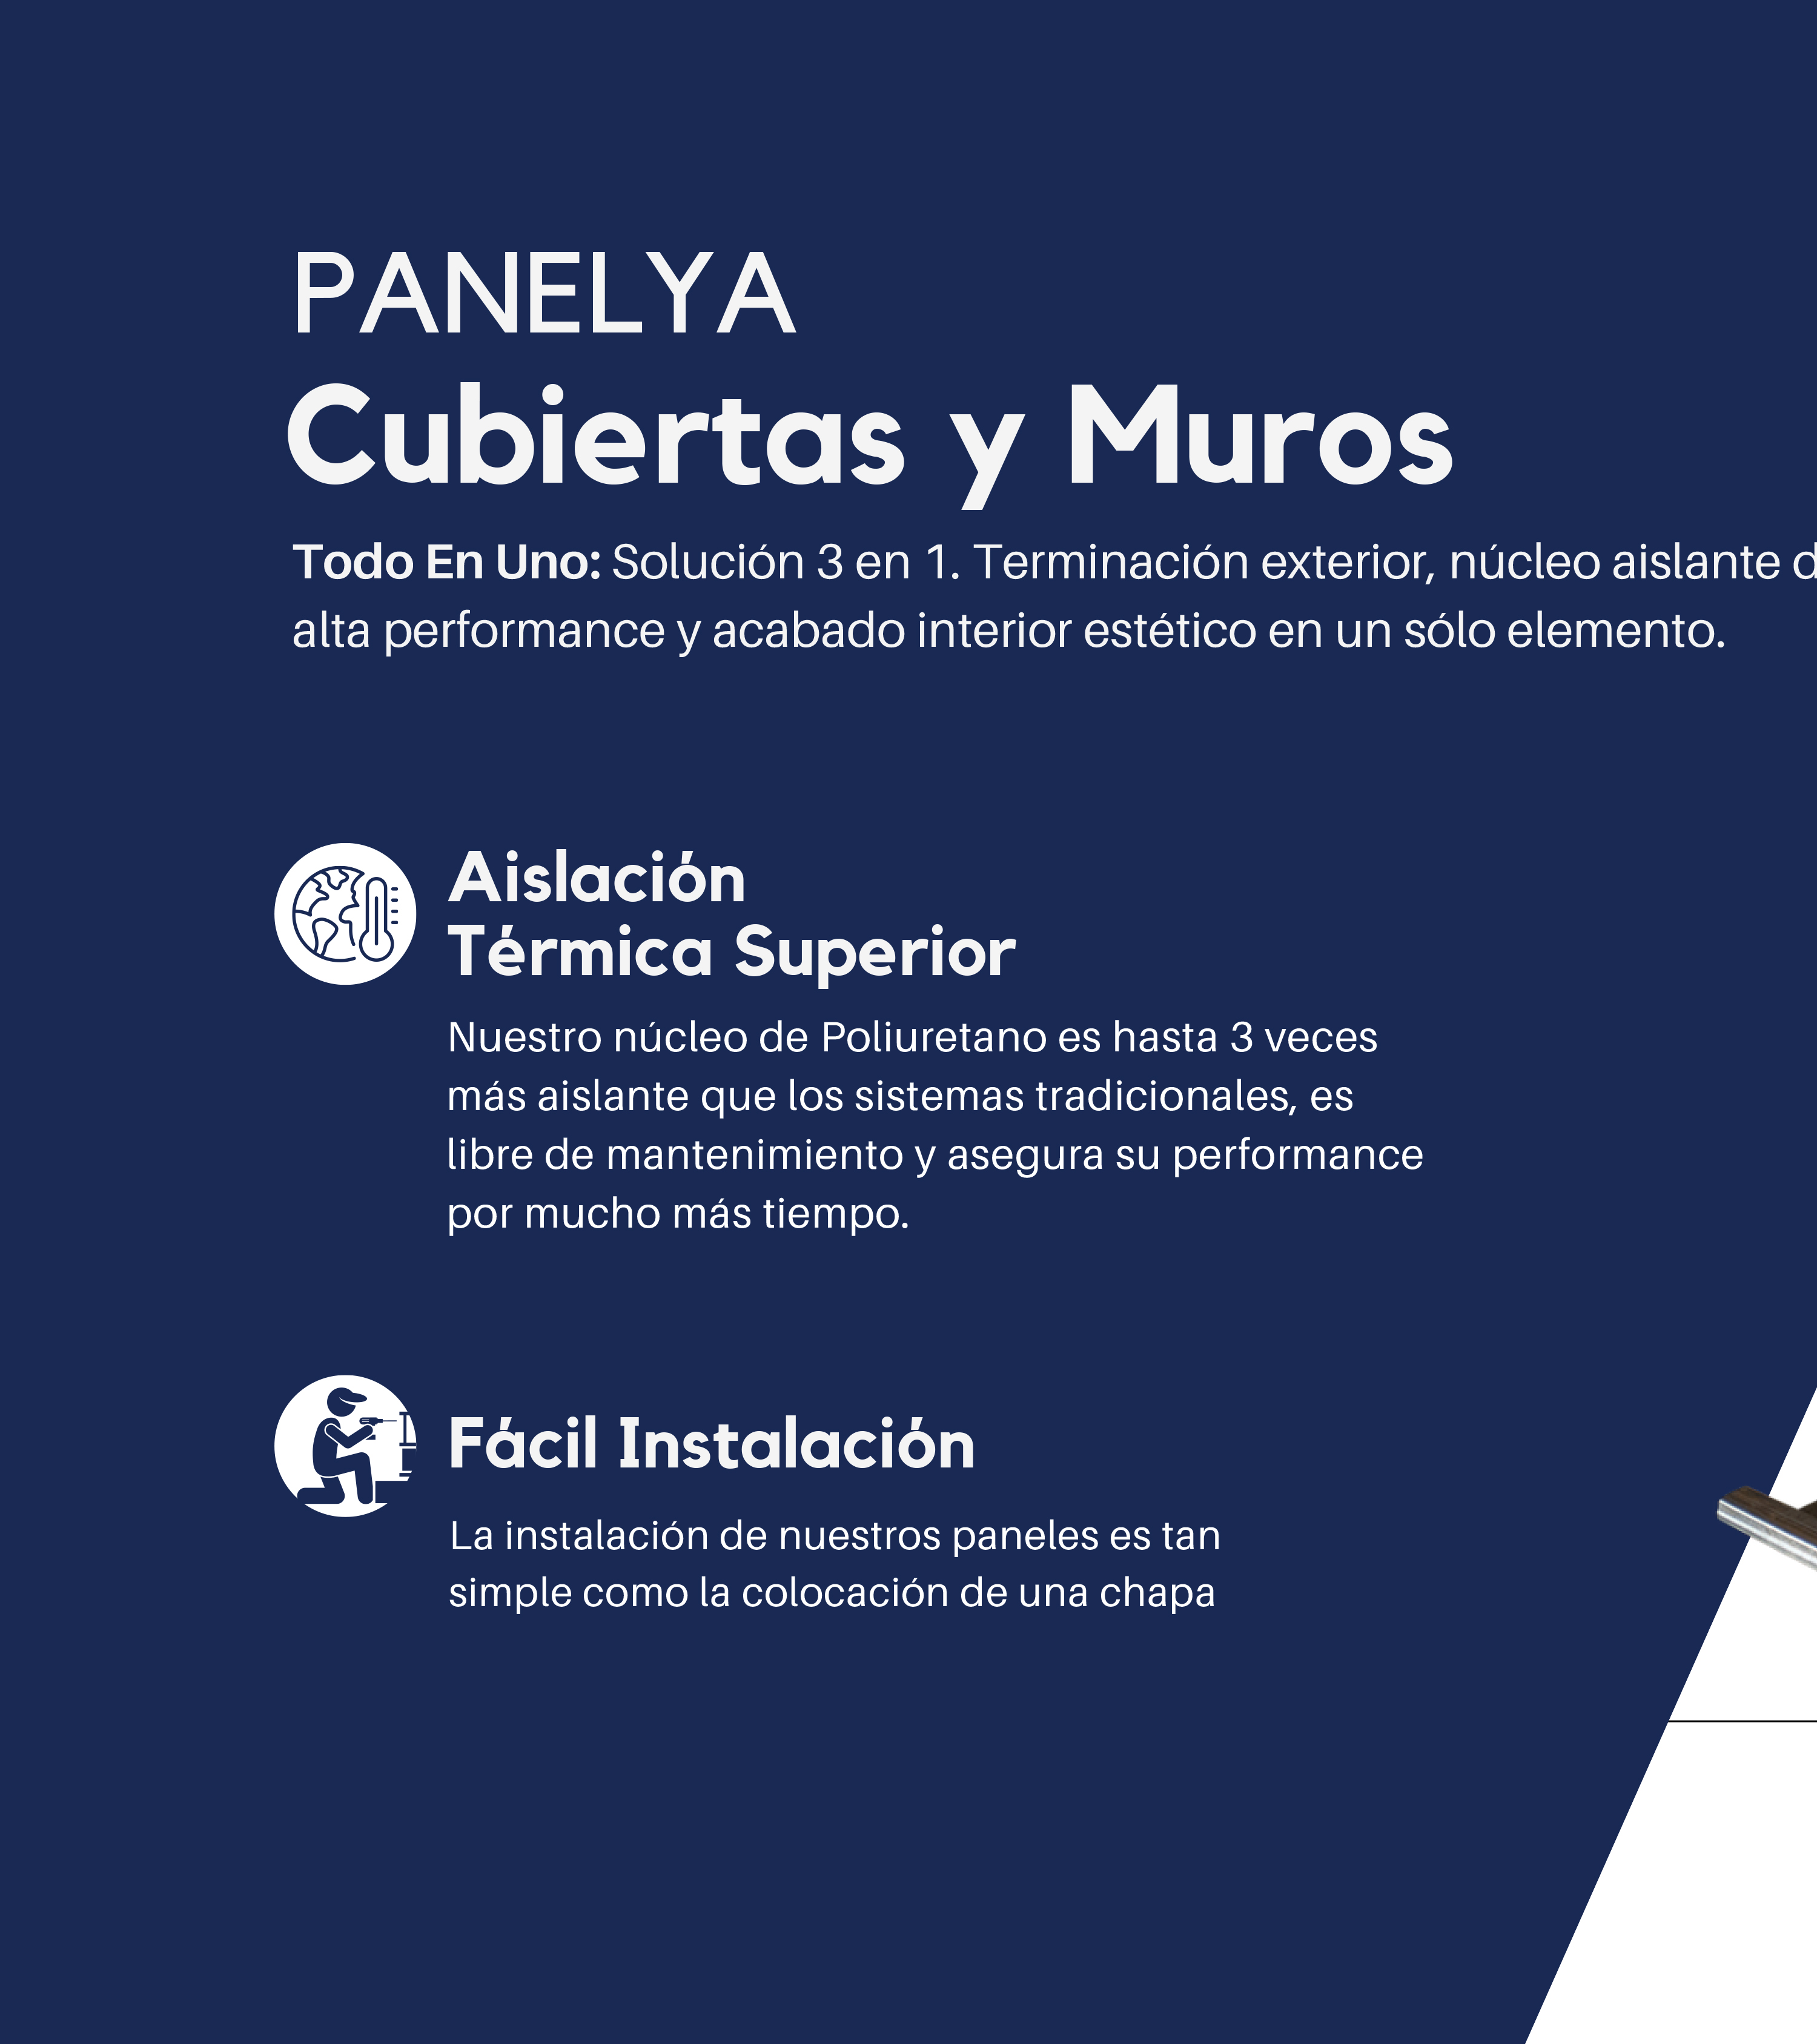 PANELYA
Cubiertas y Muros
Todo En Uno: Solución 3 en 1. Terminación exterior, núcleo aislante
alta performance y acabado interior estético en un sólo elemento.
Aislación
Térmica Superior
Nuestro núcleo de Poliuretano es hasta 3 veces
más aislante que los sistemas tradicionales, es
libre de mantenimiento y asegura su performance
por mucho más tiempo.
Fácil Instalación
La instalación de nuestros paneles es tan
simple como la colocación de una chapa